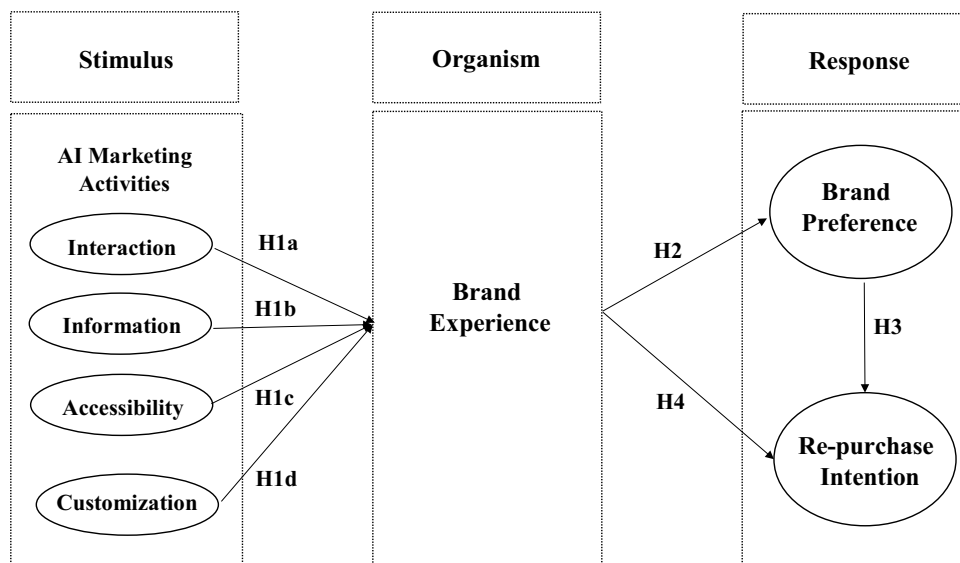 Stimulus
Organism
Response
AI Marketing
Activities
Interaction
Information
Accessibility
Customization
H1a
H1b
H1c
H1d
Brand
Experience
H2
H4
Brand
Preference
H3
Re-purchase
Intention